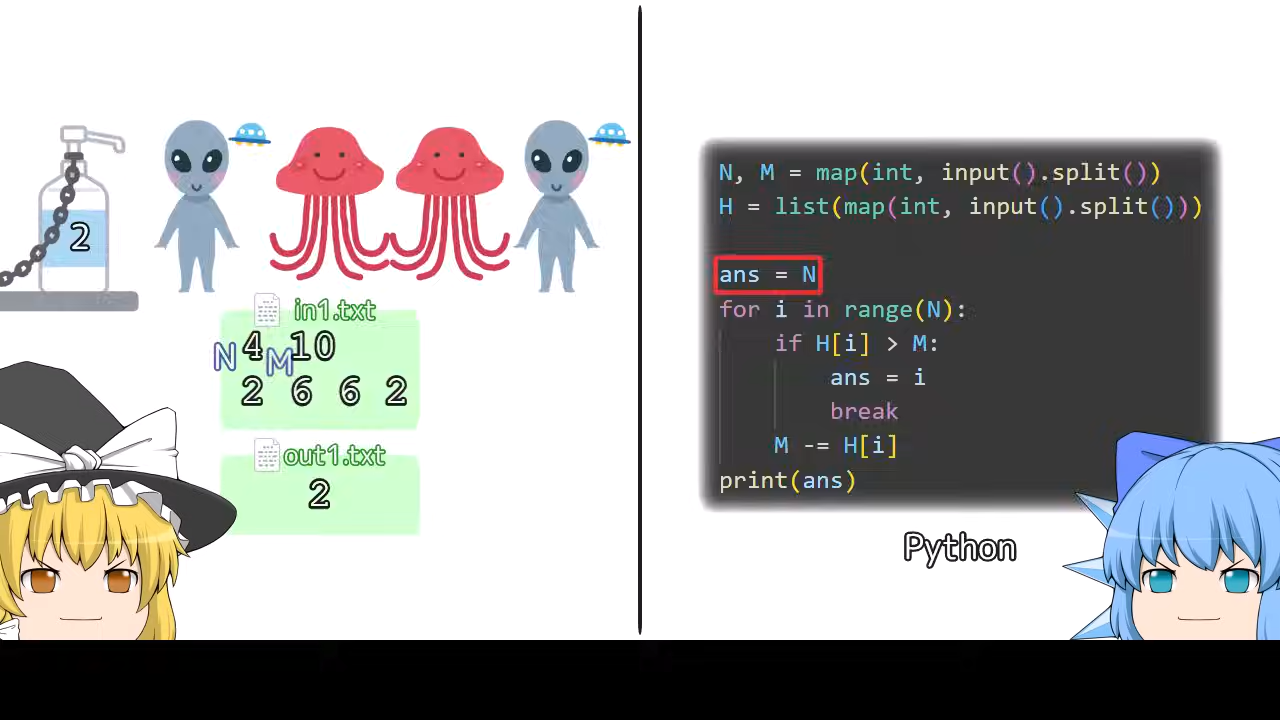 2
in1.txt
N 4 M 10
2 6 6 2
out1.txt
2
N, M = map(int, input().split())
H = list(map(int, input().split()))
ans = N
for i in range(N):
if H[i] > M:
ans = i
break
M -= H[i]
print(ans)
Python